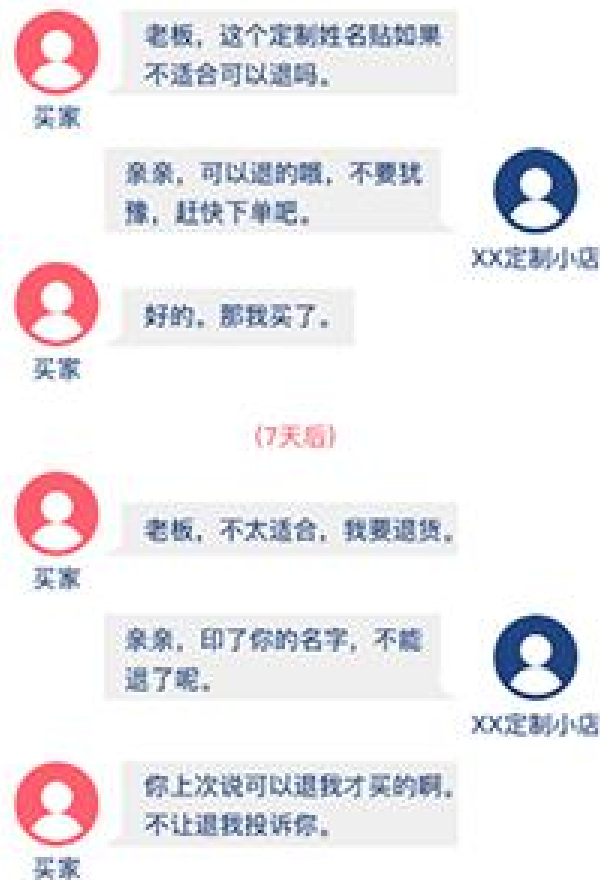 老板，这个定制姓名贴如果
不适合可以退吗。
买家
亲亲，可以退的哦，不要犹
豫，赶快下单吧。
XX定制小店
好的，那我买了。
买家
(7天后)
老板，不太适合，我要退货。
买家
亲亲，印了你的名字，不能
退了呢。
XX定制小店
你上次说可以退我才买的啊。
不让退我投诉你。
买家